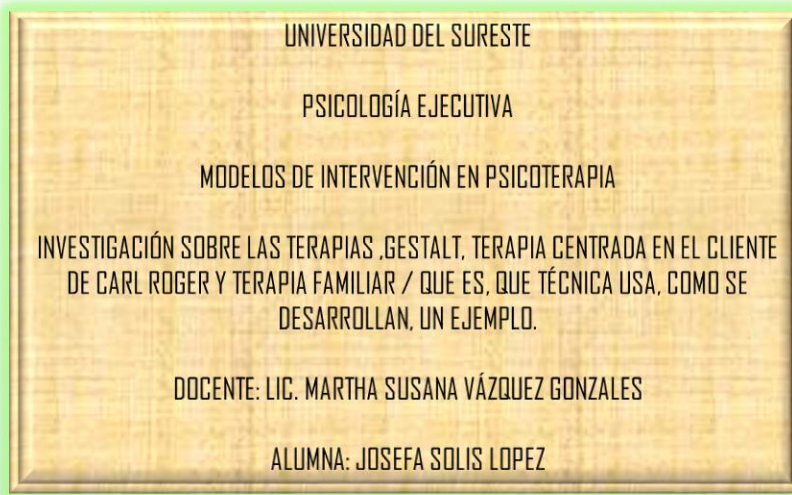 UNIVERSIDAD DEL SURESTE
PSICOLOGÍA EJECUTIVA
MODELOS DE INTERVENCIÓN EN PSICOTERAPIA
INVESTIGACIÓN SOBRE LAS TERAPIAS ,GESTALT, TERAPIA CENTRADA EN EL CLIENTE
DE CARL ROGER Y TERAPIA FAMILIAR / QUE ES, QUE TÉCNICA USA, COMO SE
DESARROLLAN, UN EJEMPLO.
DOCENTE: LIC. MARTHA SUSANA VÁZQUEZ GONZALES
ALUMNA: JOSEFA SOLIS LOPEZ